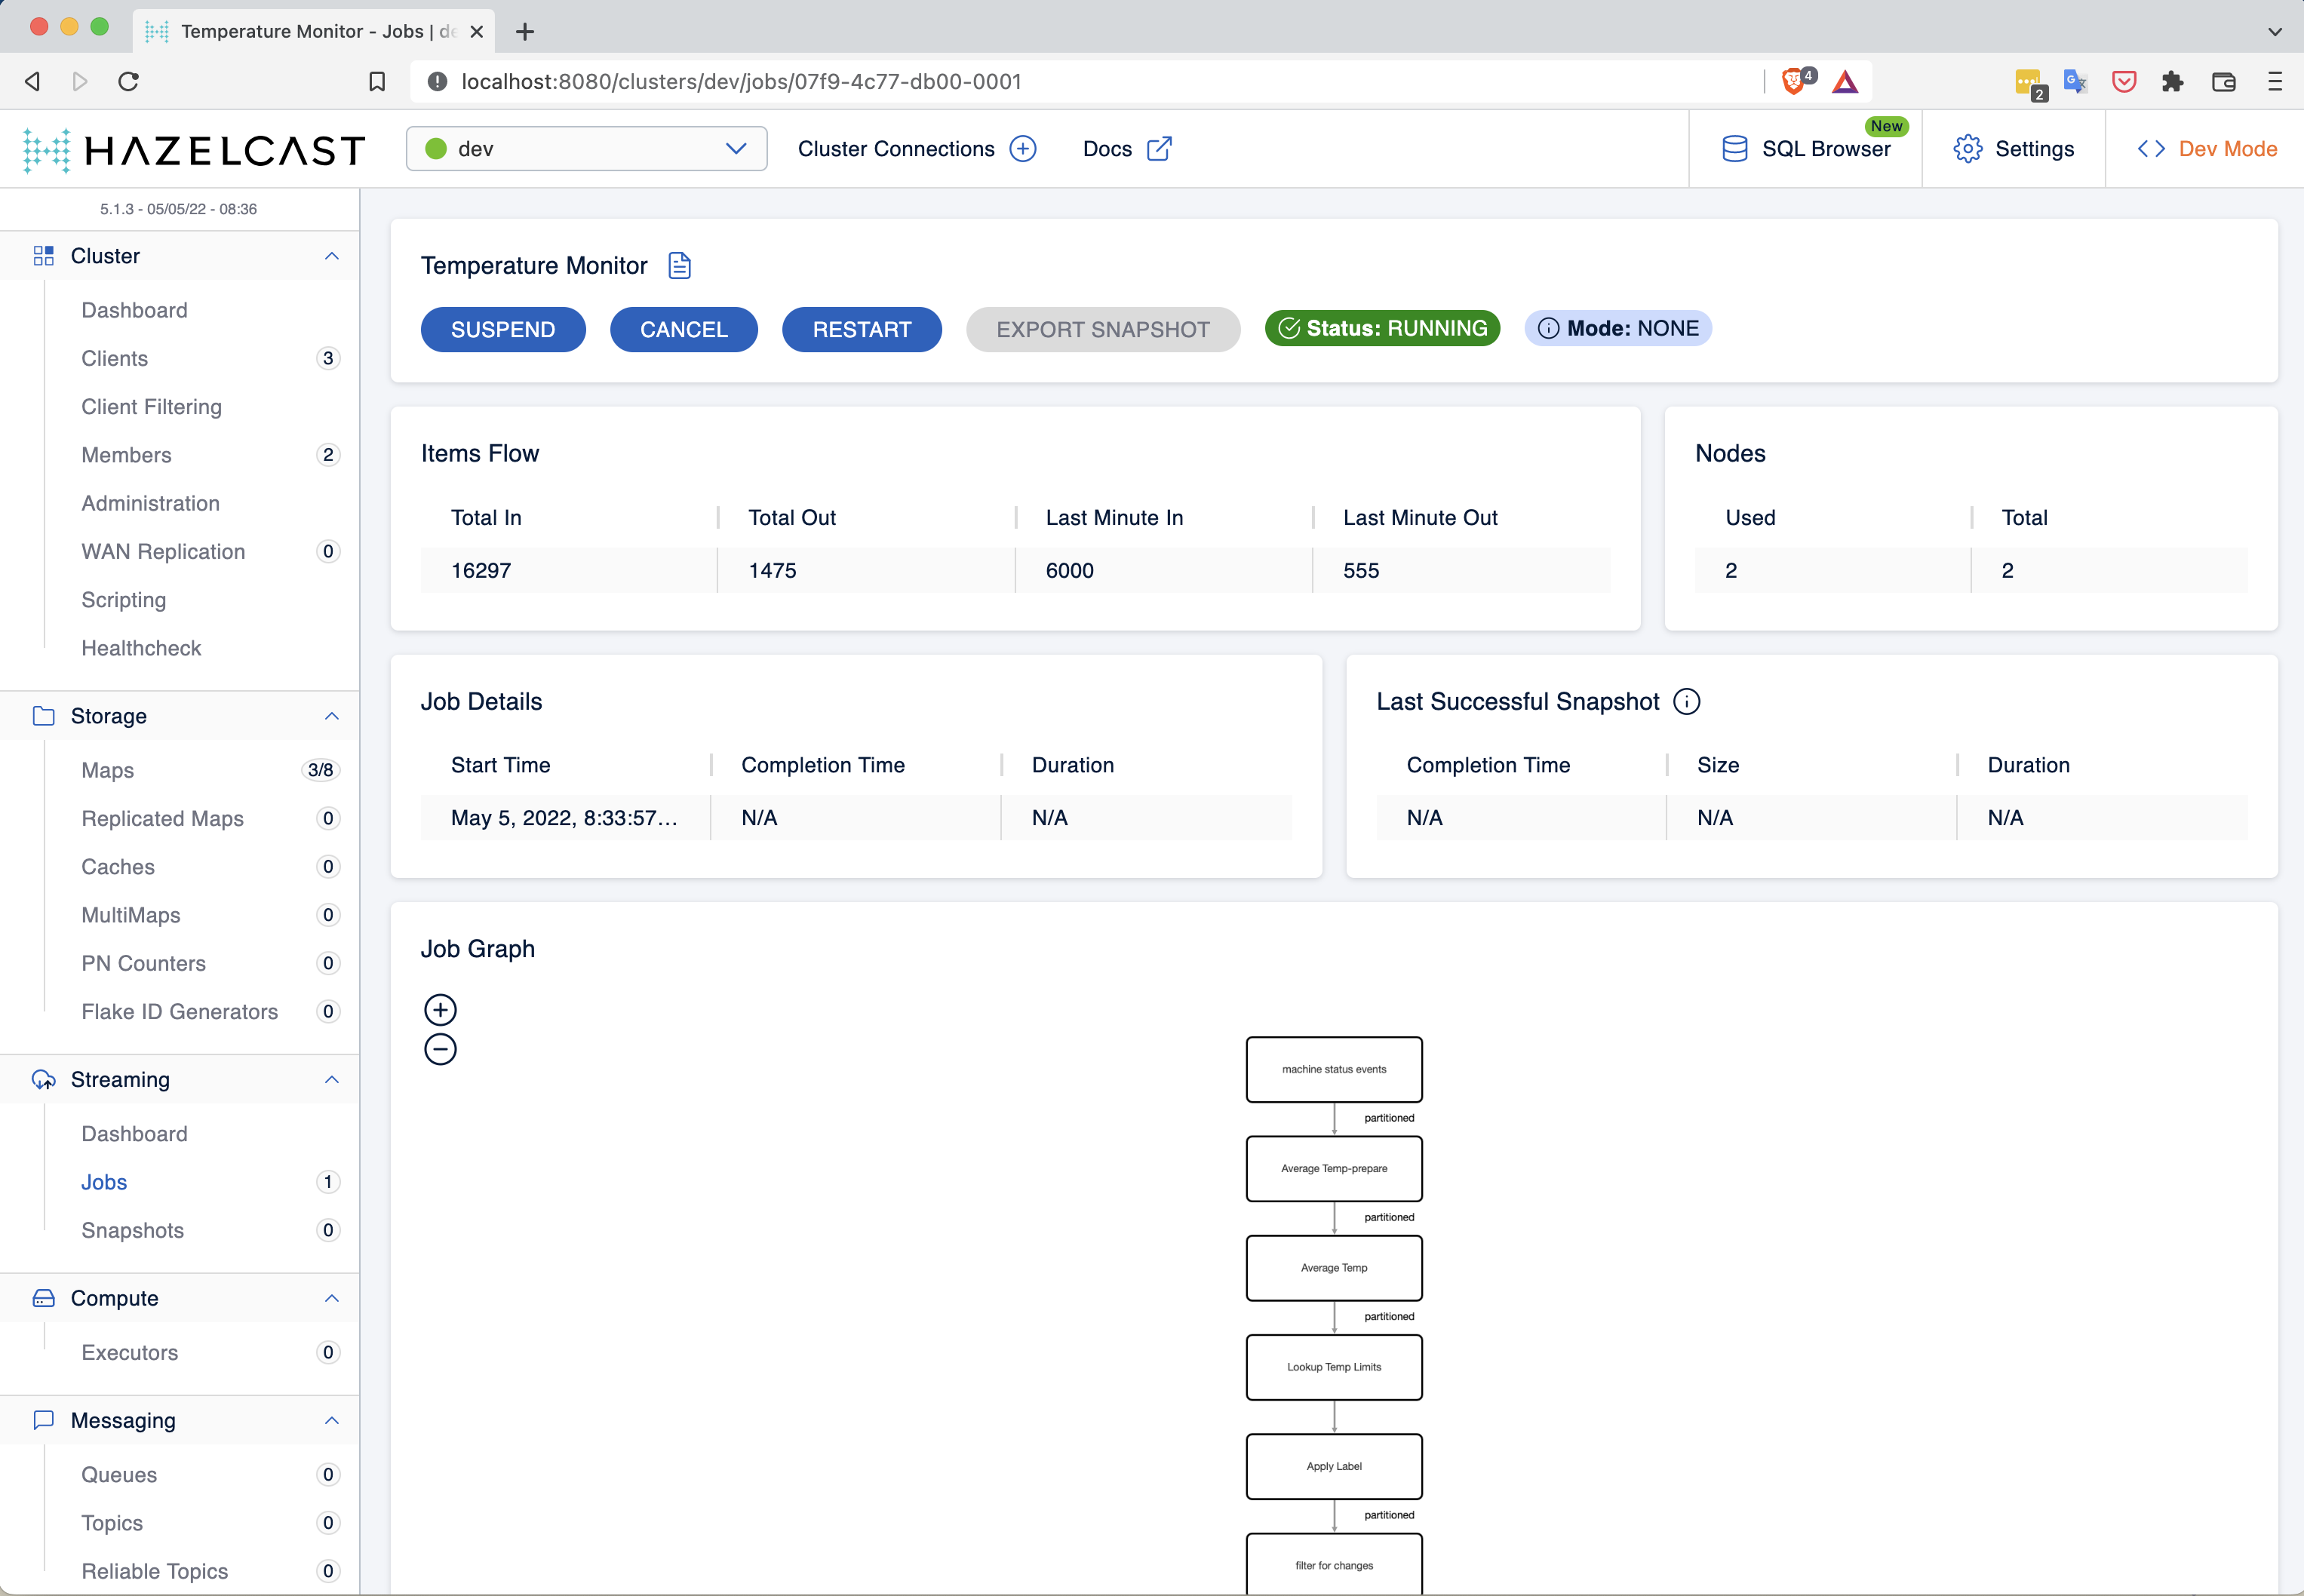 Temperature Monitor - Jobs | de
localhost:8080/clusters/dev/jobs/07f9-4c77-db00-0001
4
2
HAZELCAST
dev
Cluster Connections
Docs
New
SQL Browser
Settings
Dev Mode
5.1.3 - 05/05/22 - 08:36
Cluster
Dashboard
Clients 3
Client Filtering
Members 2
Administration
WAN Replication 0
Scripting
Healthcheck
Storage
Maps 3/8
Replicated Maps 0
Caches 0
MultiMaps 0
PN Counters 0
Flake ID Generators 0
Streaming
Dashboard
Jobs 1
Snapshots 0
Compute
Executors 0
Messaging
Queues 0
Topics 0
Reliable Topics 0
Temperature Monitor
SUSPEND CANCEL RESTART EXPORT SNAPSHOT Status: RUNNING Mode: NONE
Items Flow
Total In Total Out Last Minute In Last Minute Out
16297 1475 6000 555
Nodes
Used Total
2 2
Job Details
Start Time Completion Time Duration
May 5, 2022, 8:33:57... N/A N/A
Last Successful Snapshot
Completion Time Size Duration
N/A N/A N/A
Job Graph
machine status events
partitioned
Average Temp-prepare
partitioned
Average Temp
partitioned
Lookup Temp Limits
Apply Label
partitioned
filter for changes